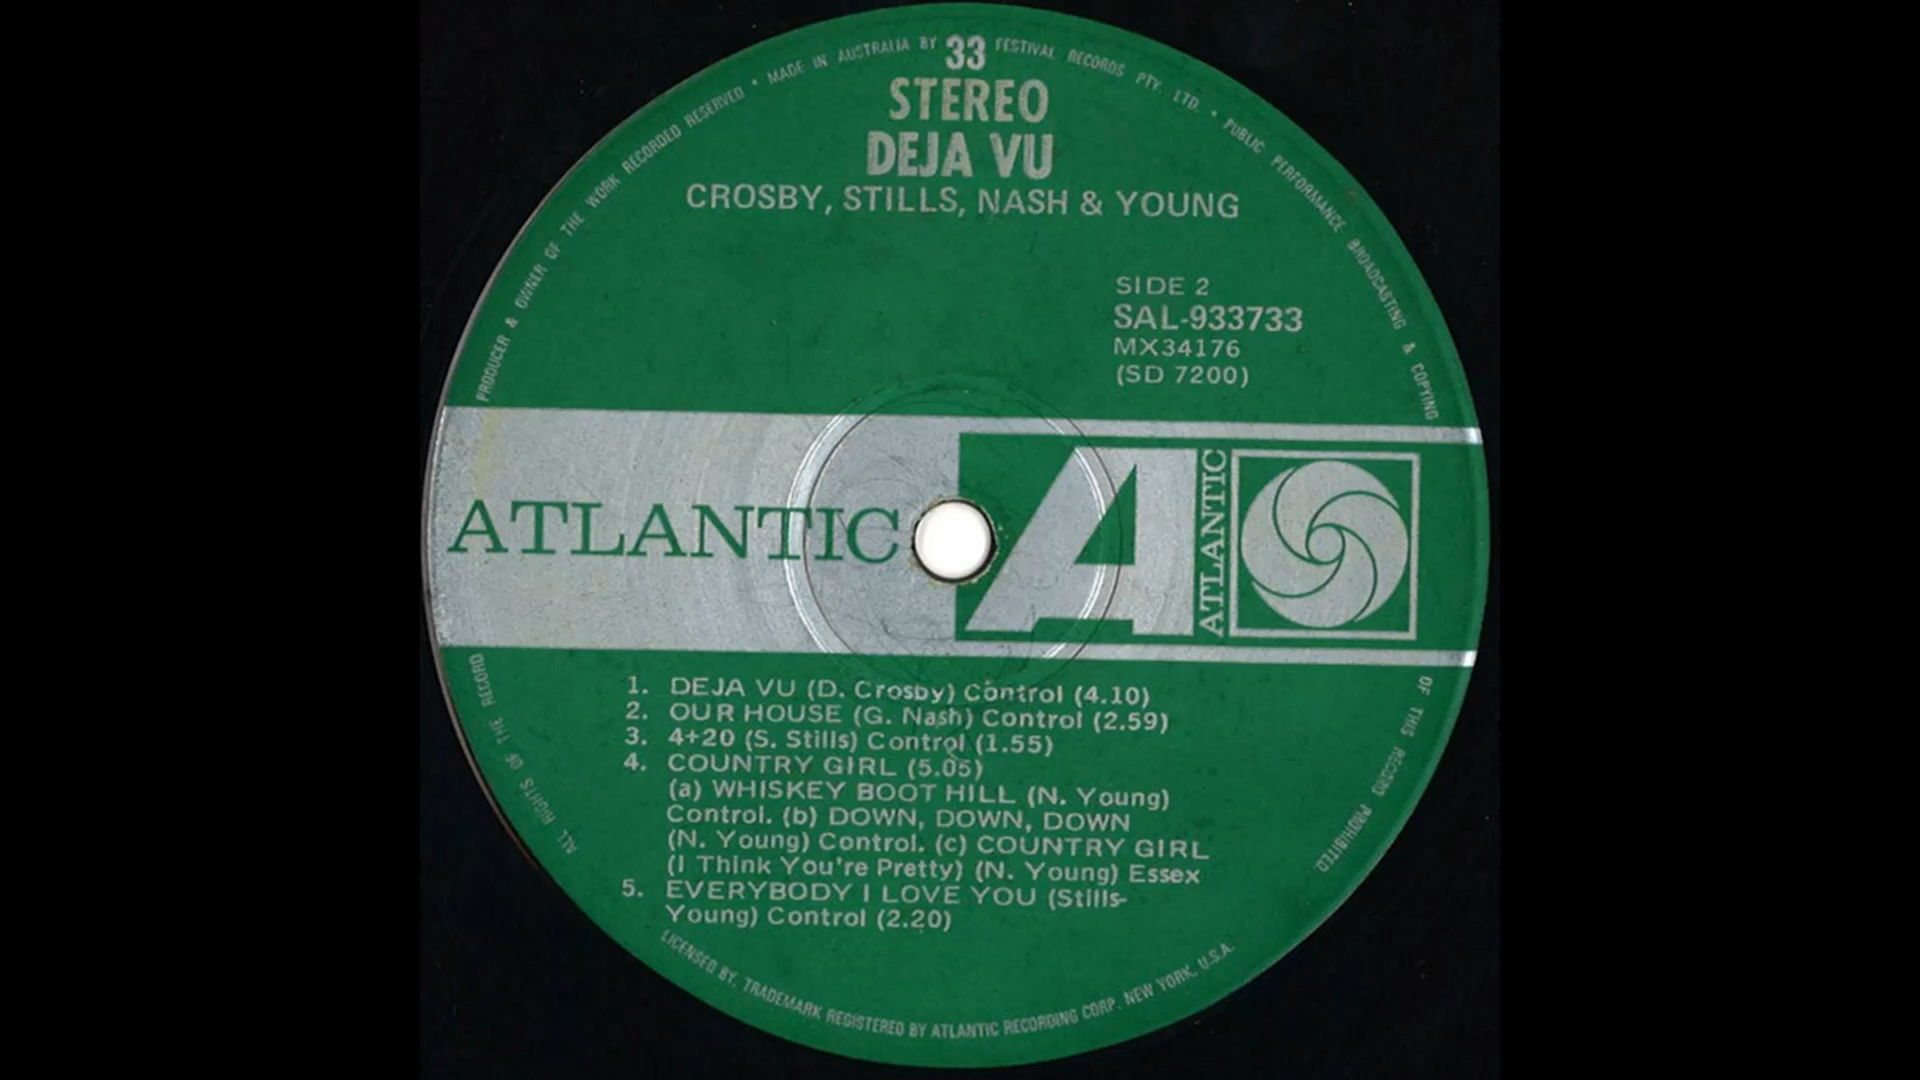 33
STEREO
DEJA VU
CROSBY, STILLS, NASH & YOUNG
SIDE 2
SAL-933733
MX34176
(SD 7200)
ATLANTIC
A
ATLANTIC
1. DEJA VU (D. Crosby) Control (4.10)
2. OUR HOUSE (G. Nash) Control (2.59)
3. 4+20 (S. Stills) Control (1.55)
4. COUNTRY GIRL (5.05)
(a) WHISKEY BOOT HILL (N. Young)
Control. (b) DOWN, DOWN, DOWN
(N. Young) Control. (c) COUNTRY GIRL
(I Think You're Pretty) (N. Young) Essex
5. EVERYBODY I LOVE YOU (Stills-
Young) Control (2.20)
ALL RIGHTS OF THE RECORD
PRODUCER & OWNER OF THE WORK RECORDED RESERVED • MADE IN AUSTRALIA BY FESTIVAL RECORDS PTY. LTD. • PUBLIC PERFORMANCE BROADCASTING & COPYING
OF THIS RECORD PROHIBITED.
LICENSED BY, TRADEMARK REGISTERED BY ATLANTIC RECORDING CORP. NEW YORK, U.S.A.